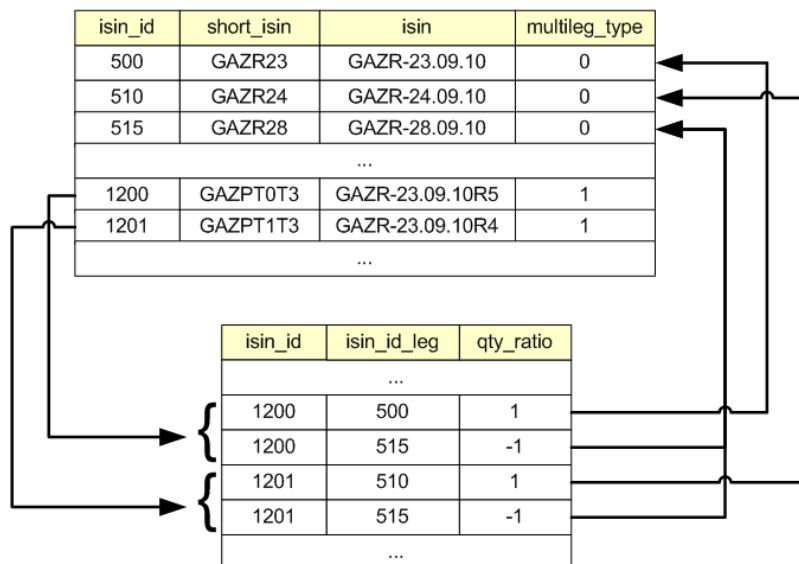 isin_id short_isin isin multileg_type
500 GAZR23 GAZR-23.09.10 0
510 GAZR24 GAZR-24.09.10 0
515 GAZR28 GAZR-28.09.10 0
...
1200 GAZPT0T3 GAZR-23.09.10R5 1
1201 GAZPT1T3 GAZR-23.09.10R4 1
...
isin_id isin_id_leg qty_ratio
...
1200 500 1
1200 515 -1
1201 510 1
1201 515 -1
...